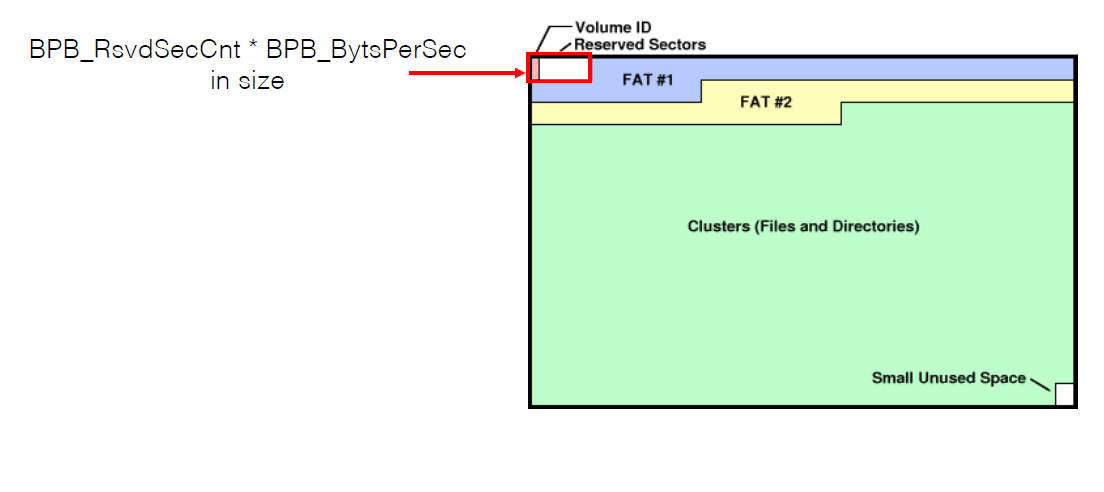 BPB_RsvdSecCnt * BPB_BytsPerSec
in size
Volume ID
Reserved Sectors
FAT #1
FAT #2
Clusters (Files and Directories)
Small Unused Space